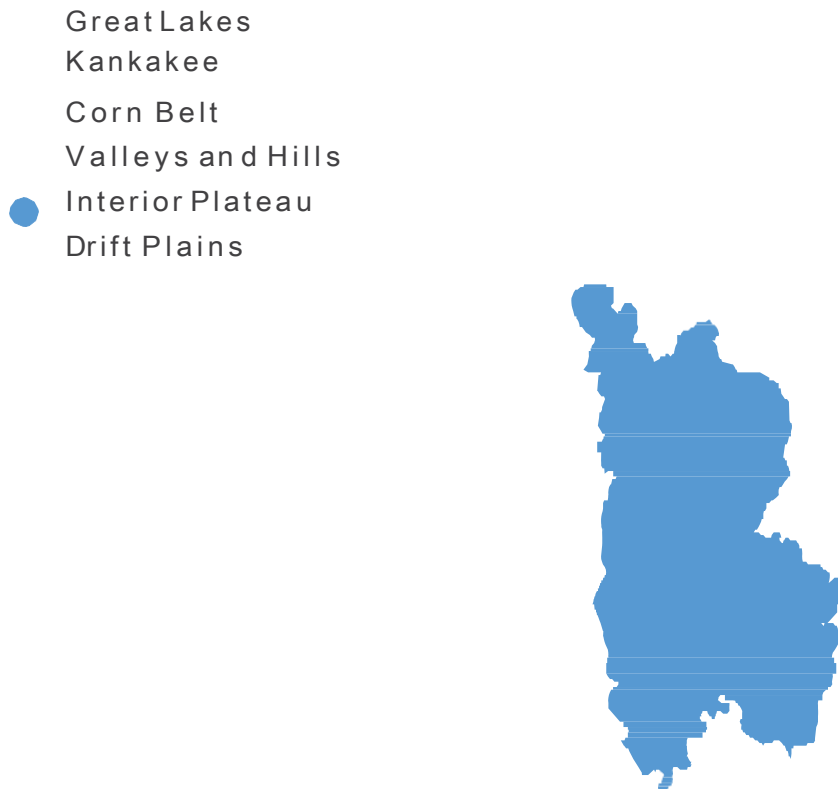 Great Lakes
Kankakee
Corn Belt
Valleys and Hills
Interior Plateau
Drift Plains